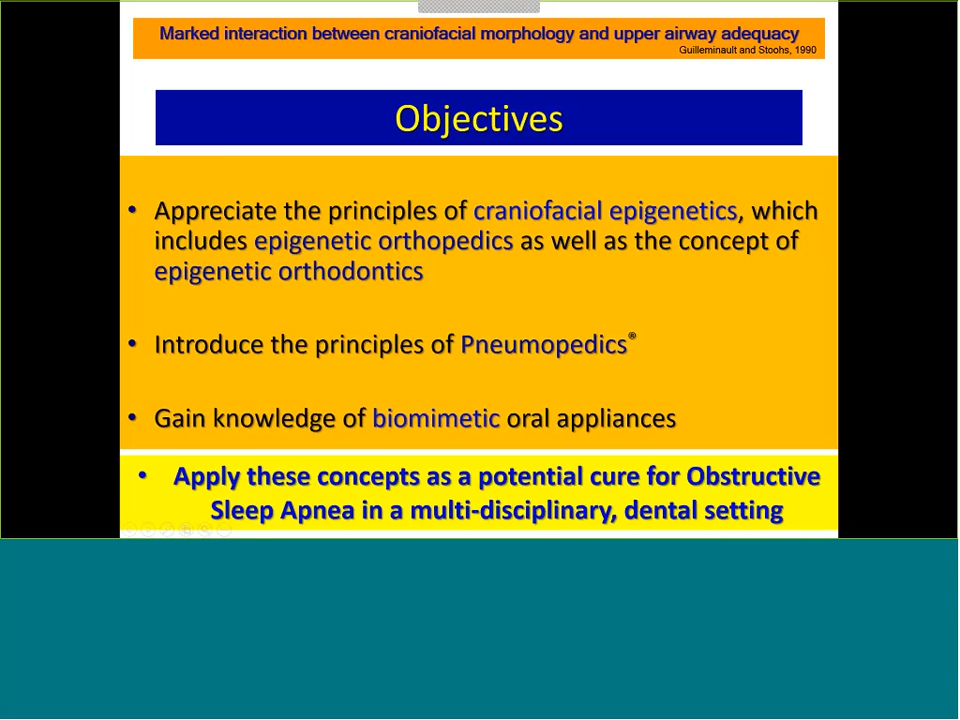 Marked interaction between craniofacial morphology and upper airway adequacy
Guilleminault and Stoohs, 1990
Objectives
• Appreciate the principles of craniofacial epigenetics, which
includes epigenetic orthopedics as well as the concept of
epigenetic orthodontics
• Introduce the principles of Pneumopedics®
• Gain knowledge of biomimetic oral appliances
• Apply these concepts as a potential cure for Obstructive
Sleep Apnea in a multi-disciplinary, dental setting